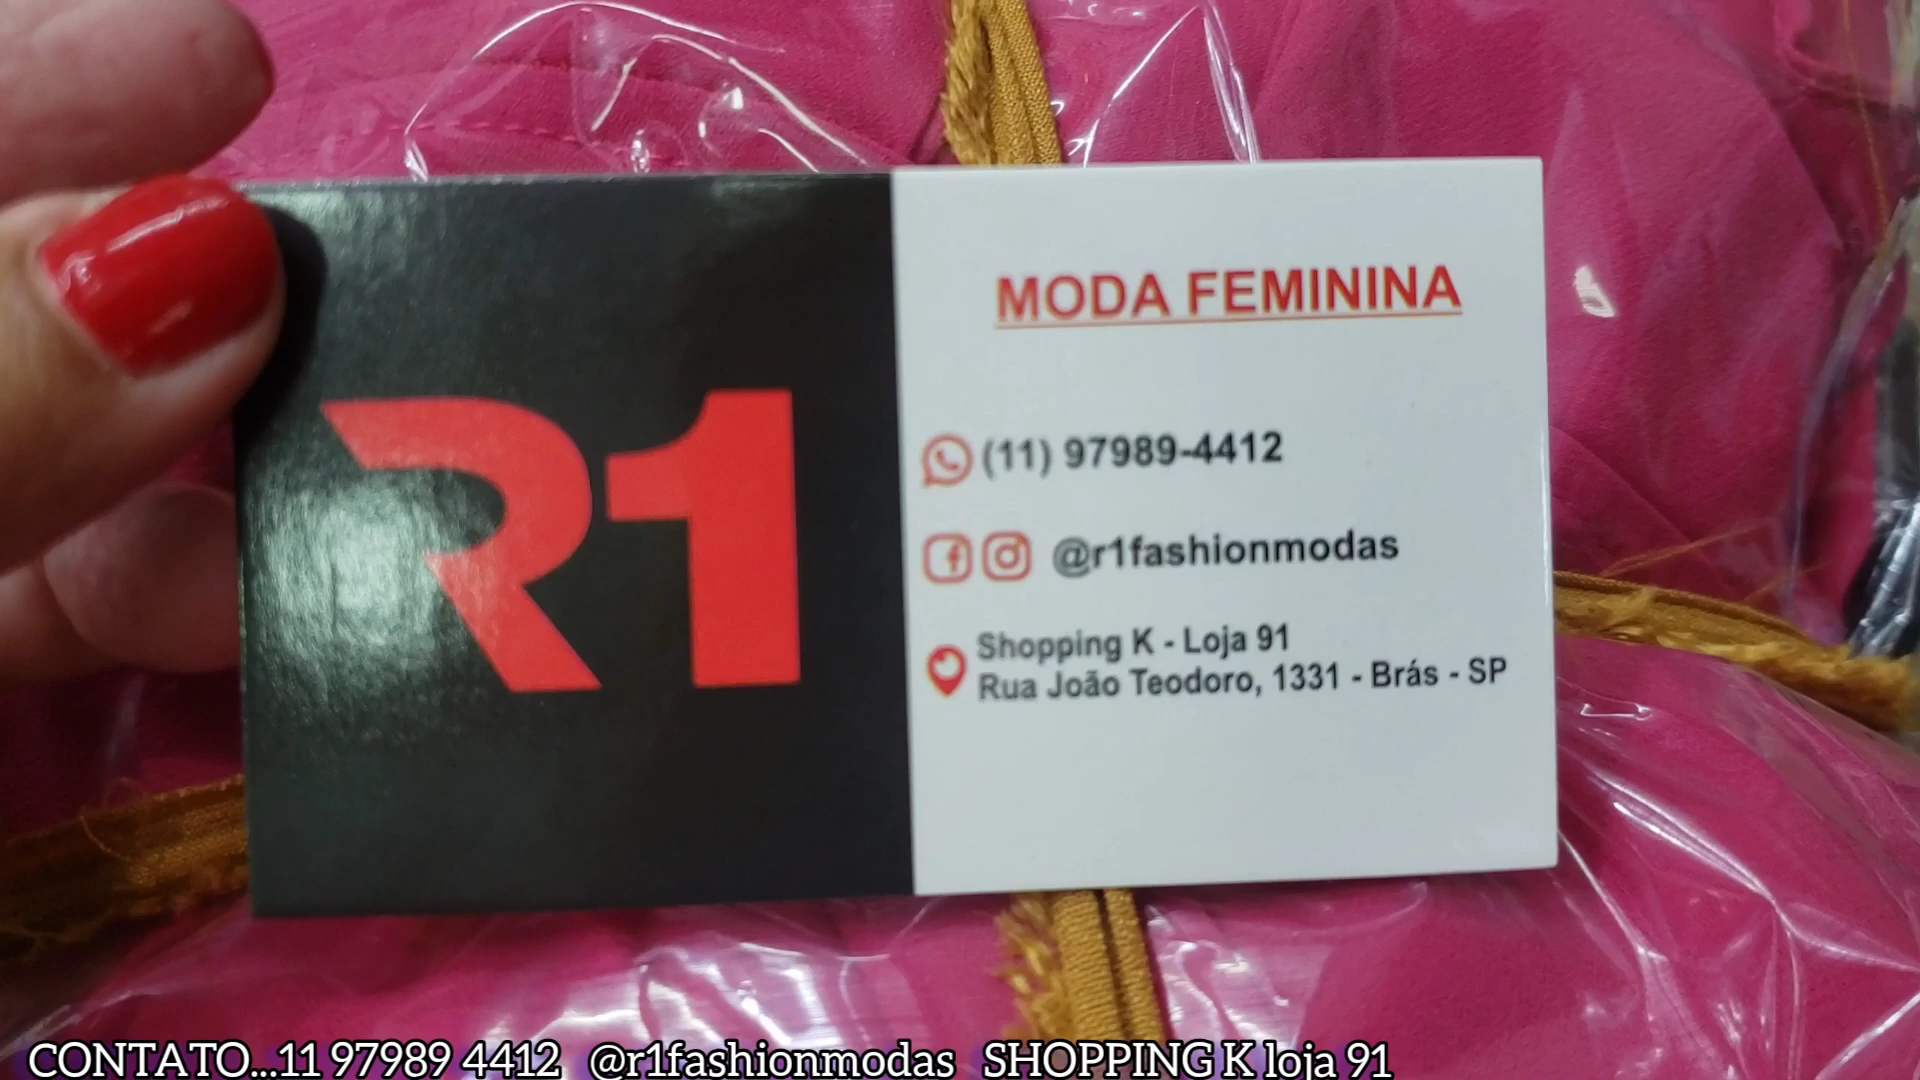 R1
MODA FEMININA
(11) 97989-4412
@r1fashionmodas
Shopping K - Loja 91
Rua João Teodoro, 1331 - Brás - SP
CONTATO...11 97989 4412 @r1fashionmodas SHOPPING K loja 91